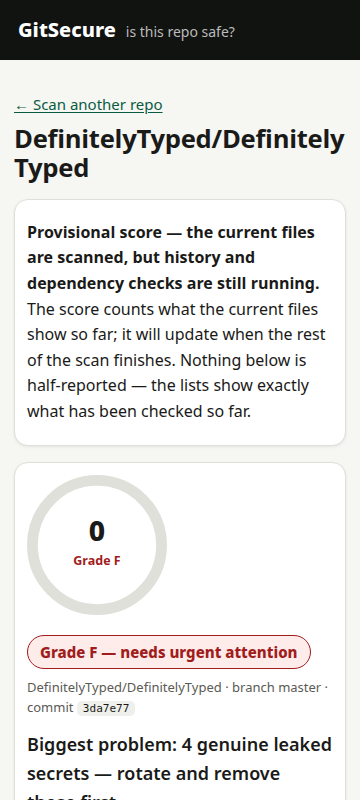 GitSecure is this repo safe?
← Scan another repo
DefinitelyTyped/Definitely
Typed
Provisional score — the current files
are scanned, but history and
dependency checks are still running.
The score counts what the current files
show so far; it will update when the rest
of the scan finishes. Nothing below is
half-reported — the lists show exactly
what has been checked so far.
0
Grade F
Grade F — needs urgent attention
DefinitelyTyped/DefinitelyTyped · branch master ·
commit 3da7e77
Biggest problem: 4 genuine leaked
secrets — rotate and remove
these first